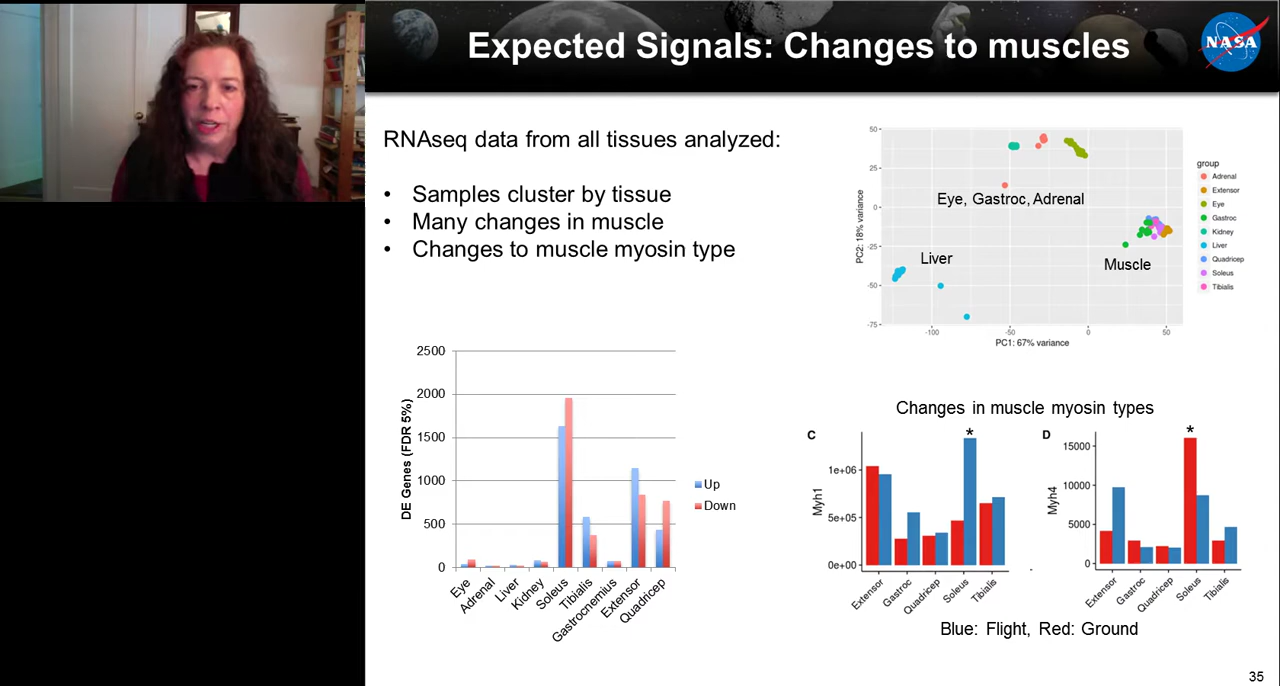 Expected Signals: Changes to muscles
NASA
RNAseq data from all tissues analyzed:
• Samples cluster by tissue
• Many changes in muscle
• Changes to muscle myosin type
50
25
0
-25
-50
-75
PC2: 18% variance
-100
-50
0
50
PC1: 67% variance
Eye, Gastroc, Adrenal
Liver
Muscle
group
Adrenal
Extensor
Eye
Gastroc
Kidney
Liver
Quadricep
Soleus
Tibialis
2500
2000
1500
1000
500
0
DE Genes (FDR 5%)
Eye
Adrenal
Liver
Kidney
Soleus
Tibialis
Gastrocnemius
Extensor
Quadricep
Up
Down
Changes in muscle myosin types
C
*
1e+06
5e+05
0e+00
Myh1
Extensor
Gastroc
Quadricep
Soleus
Tibialis
D
*
15000
10000
5000
0
Myh4
Extensor
Gastroc
Quadricep
Soleus
Tibialis
Blue: Flight, Red: Ground
35